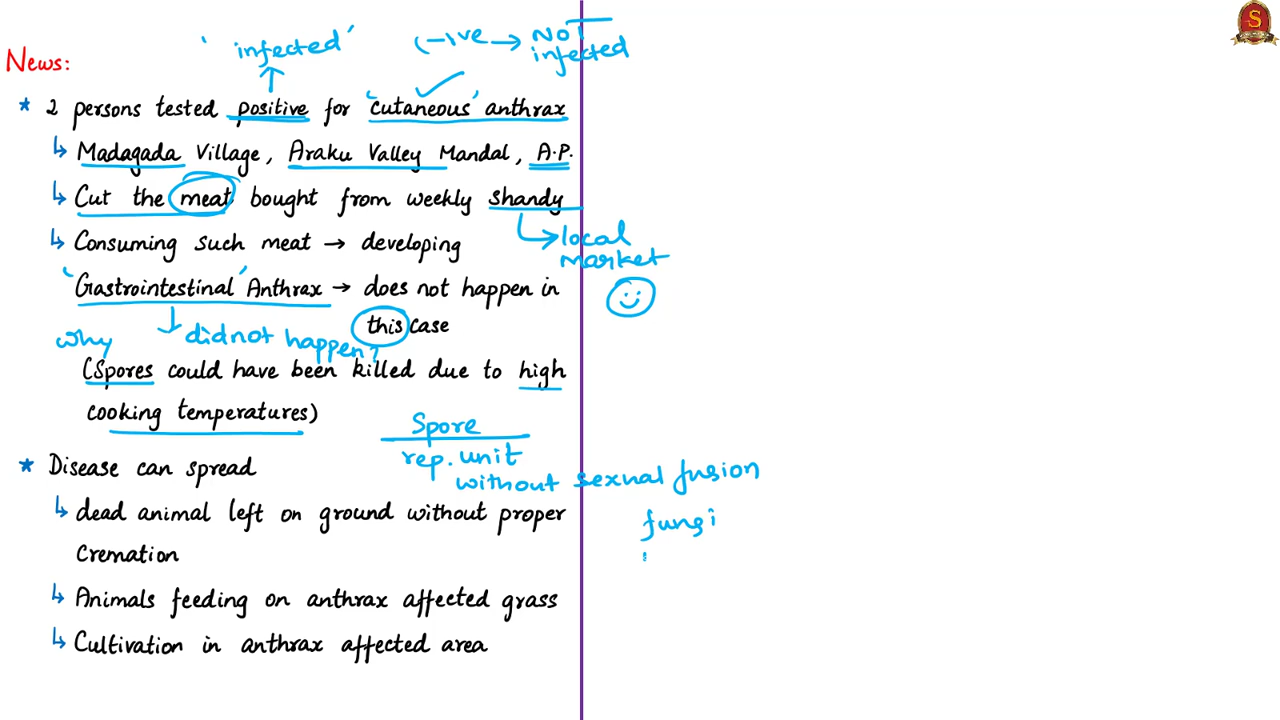 ' infected '
(-)ve → NOT
infected
News:
* 2 persons tested positive for 'cutaneous' anthrax
↳ Madagada Village, Araku Valley Mandal, A.P.
↳ Cut the meat bought from weekly shandy
↳ Consuming such meat → developing
local
market
'Gastrointestinal' Anthrax → does not happen in
this case
why
did not happen?
(Spores could have been killed due to high
cooking temperatures)
Spore
rep. unit
without sexual fusion
* Disease can spread
↳ dead animal left on ground without proper
Cremation
fungi
↳ Animals feeding on anthrax affected grass
↳ Cultivation in anthrax affected area
S